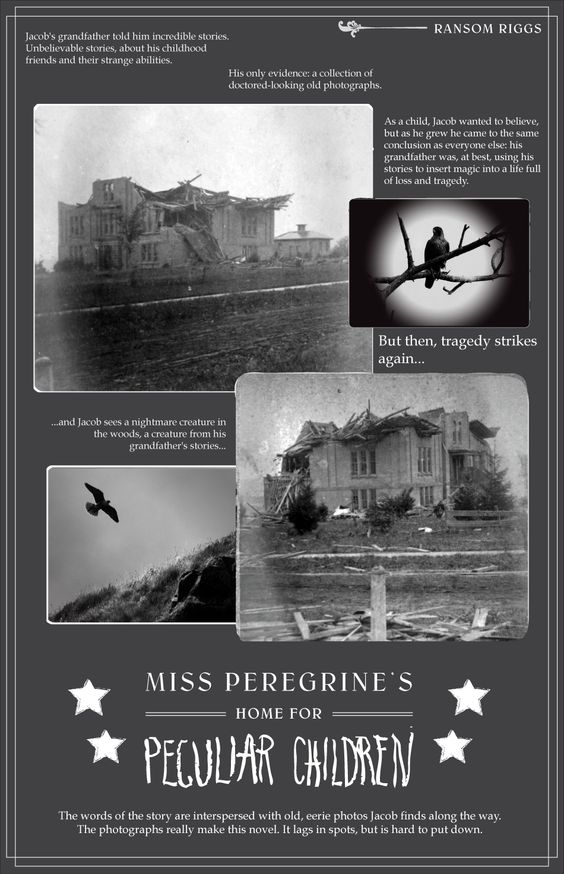 RANSOM RIGGS
Jacob's grandfather told him incredible stories.
Unbelievable stories, about his childhood
friends and their strange abilities.
His only evidence: a collection of
doctored-looking old photographs.
As a child, Jacob wanted to believe,
but as he grew he came to the same
conclusion as everyone else: his
grandfather was, at best, using his
stories to insert magic into a life full
of loss and tragedy.
But then, tragedy strikes
again...
...and Jacob sees a nightmare creature in
the woods, a creature from his
grandfather's stories...
MISS PEREGRINE'S
HOME FOR
PECULIAR CHILDREN
The words of the story are interspersed with old, eerie photos Jacob finds along the way.
The photographs really make this novel. It lags in spots, but is hard to put down.